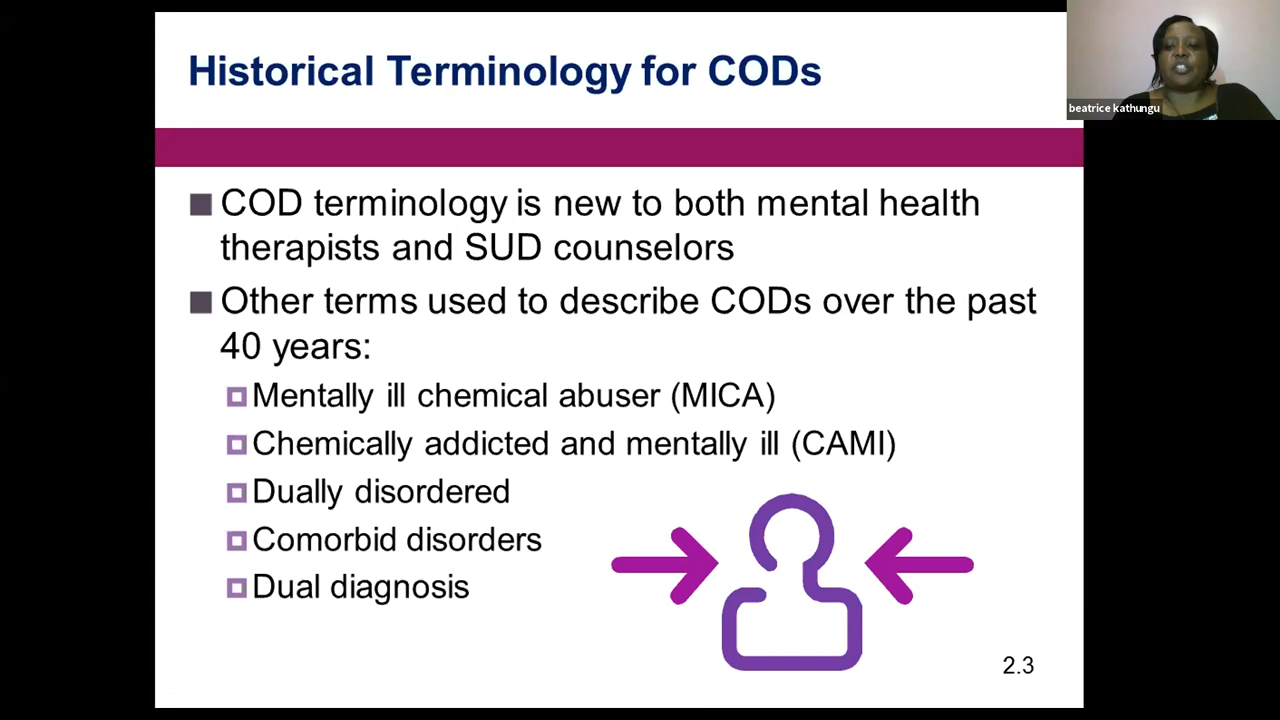 Historical Terminology for CODs
beatrice kathungu
COD terminology is new to both mental health
therapists and SUD counselors
Other terms used to describe CODs over the past
40 years:
Mentally ill chemical abuser (MICA)
Chemically addicted and mentally ill (CAMI)
Dually disordered
Comorbid disorders
Dual diagnosis
2.3